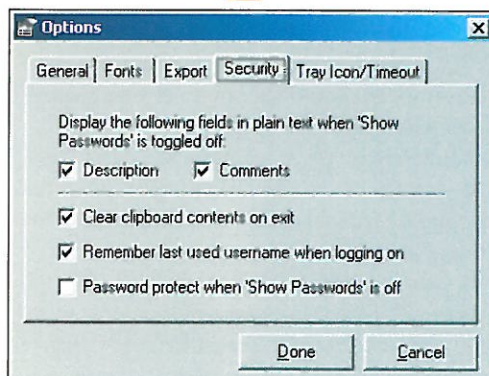 Options
General Fonts Export Security Tray Icon/Timeout
Display the following fields in plain text when 'Show
Passwords' is toggled off:
Description Comments
Clear clipboard contents on exit
Remember last used username when logging on
Password protect when 'Show Passwords' is off
Done Cancel